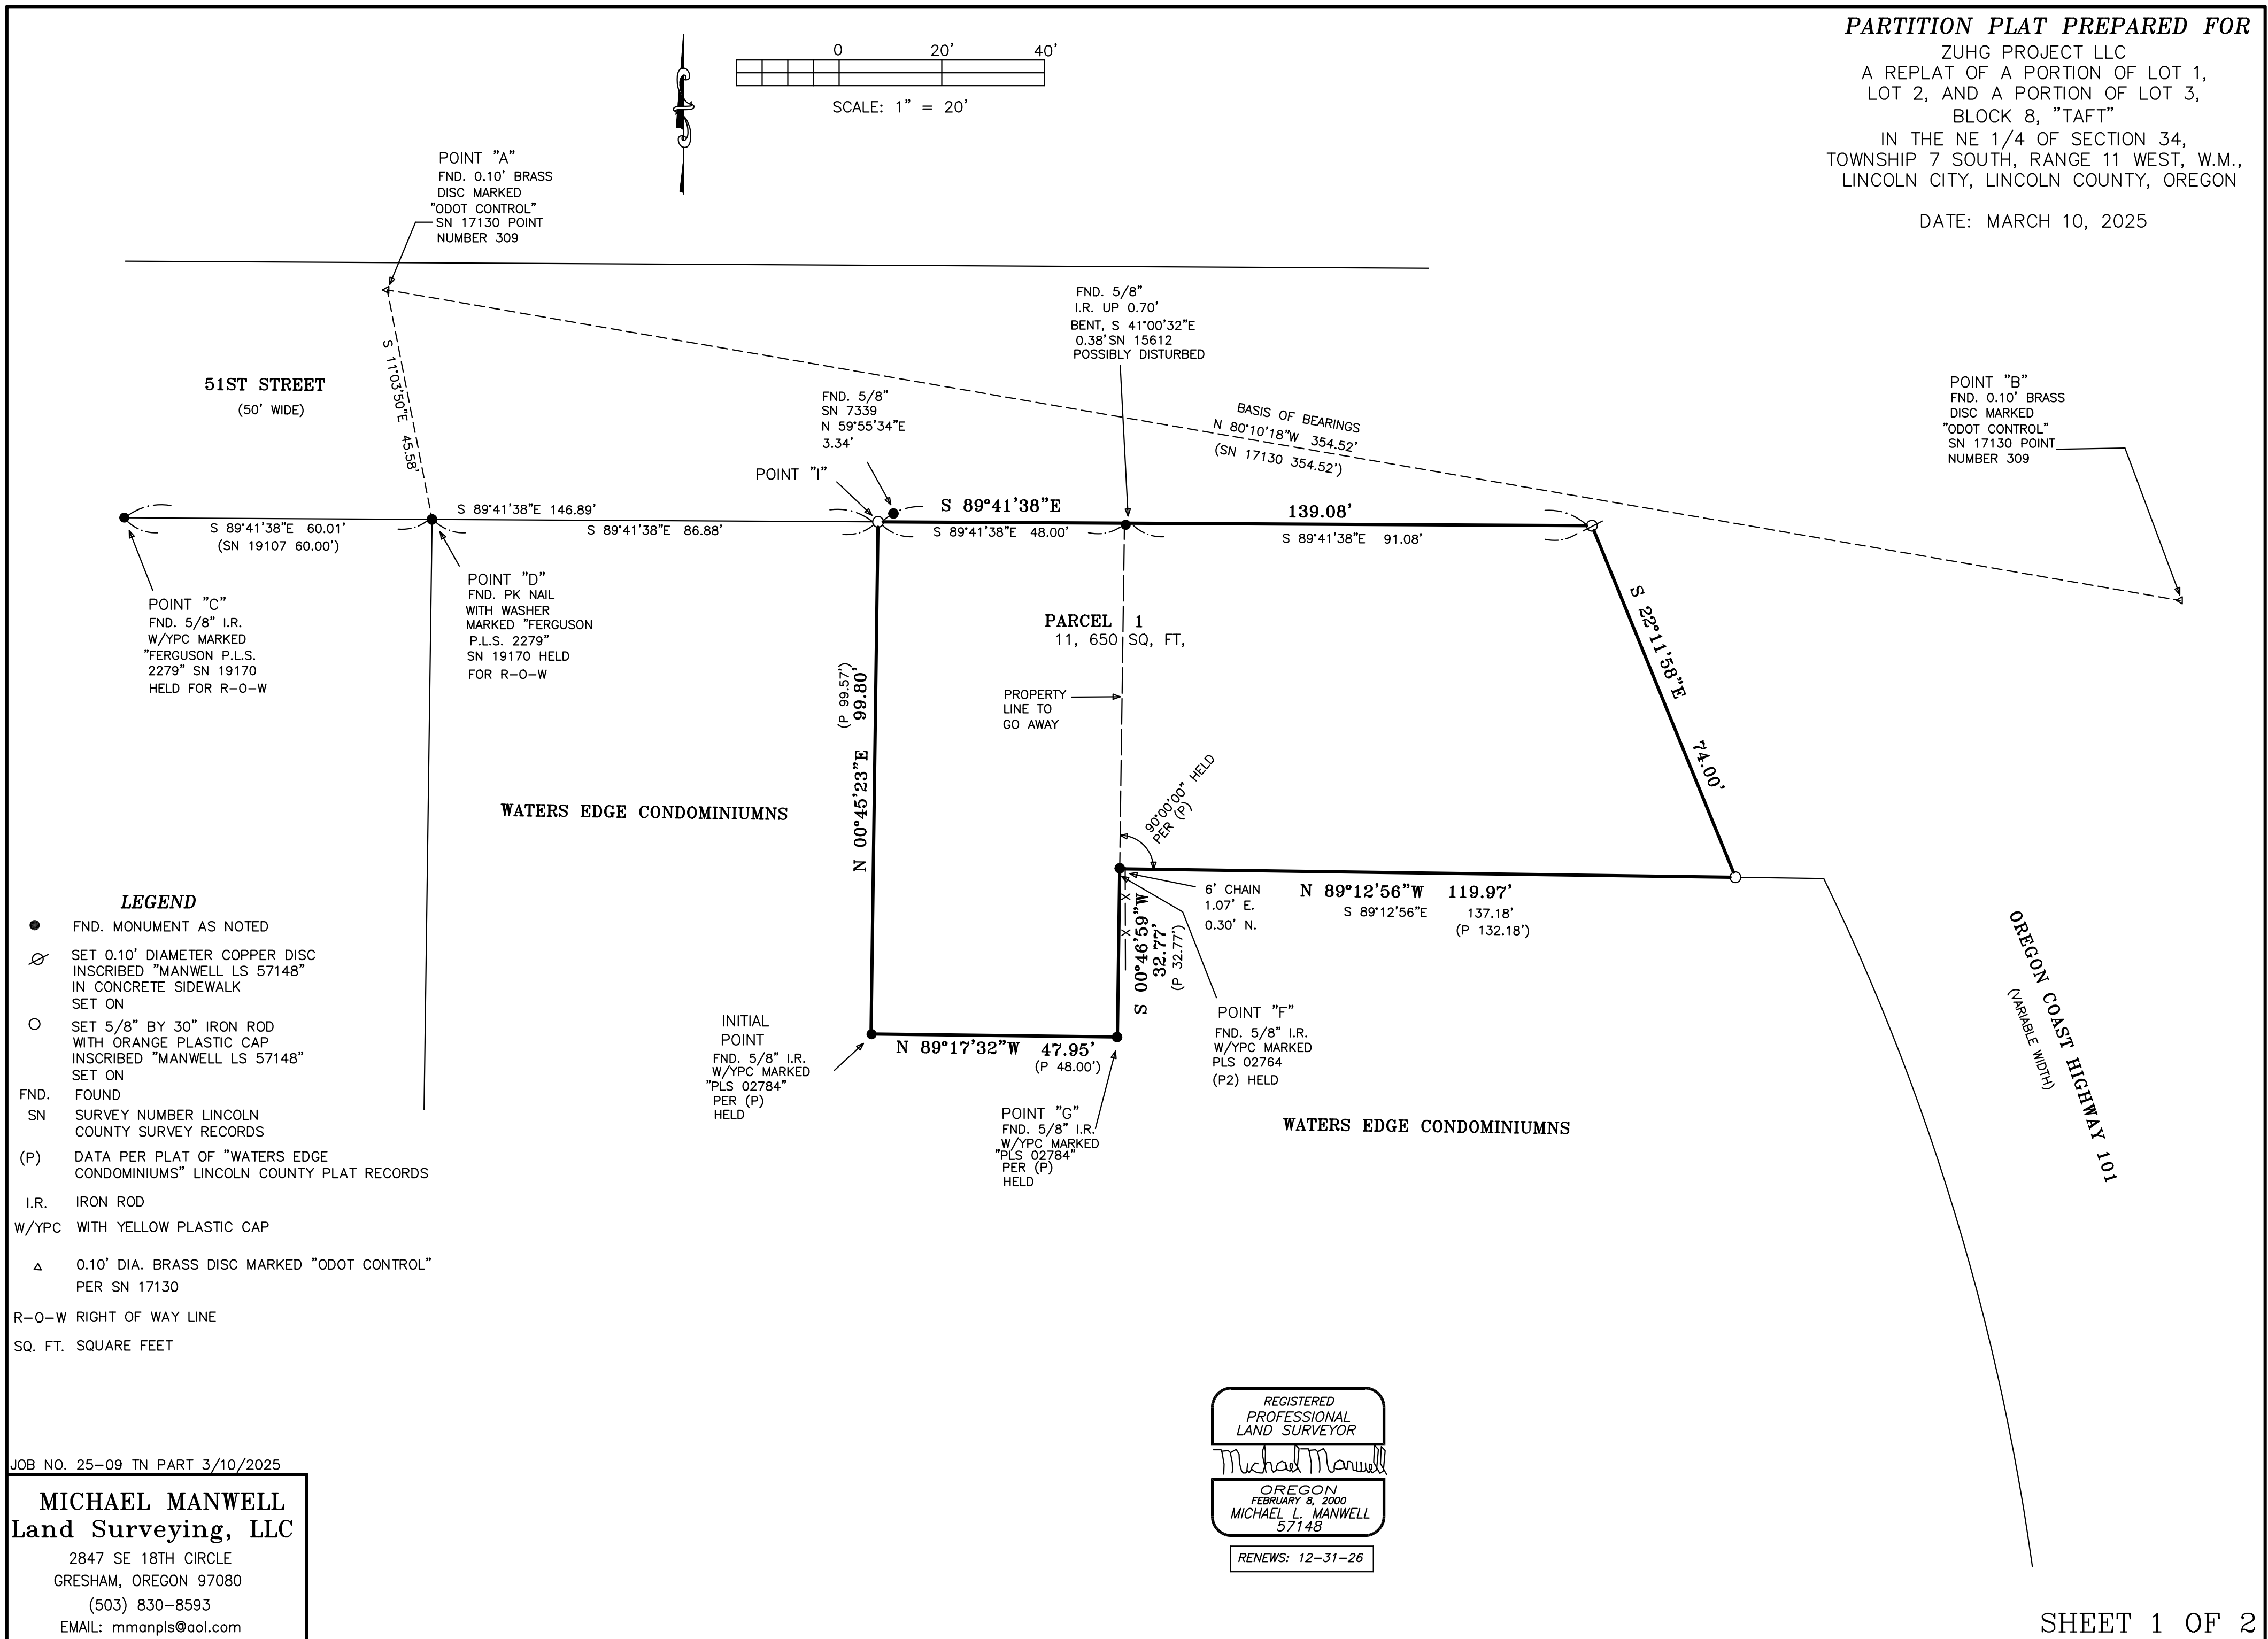 PARTITION PLAT PREPARED FOR
ZUHG PROJECT LLC
A REPLAT OF A PORTION OF LOT 1,
LOT 2, AND A PORTION OF LOT 3,
BLOCK 8, "TAFT"
IN THE NE 1/4 OF SECTION 34,
TOWNSHIP 7 SOUTH, RANGE 11 WEST, W.M.,
LINCOLN CITY, LINCOLN COUNTY, OREGON
DATE: MARCH 10, 2025
0 20' 40'
SCALE: 1" = 20'
POINT "A"
FND. 0.10' BRASS
DISC MARKED
"ODOT CONTROL"
SN 17130 POINT
NUMBER 309
FND. 5/8"
I.R. UP 0.70'
BENT, S 41°00'32"E
0.38'SN 15612
POSSIBLY DISTURBED
51ST STREET
(50' WIDE)
S 11°03'50"E 45.58'
FND. 5/8"
SN 7339
N 59°55'34"E
3.34'
POINT "I"
BASIS OF BEARINGS
N 80°10'18"W 354.52'
(SN 17130 354.52')
POINT "B"
FND. 0.10' BRASS
DISC MARKED
"ODOT CONTROL"
SN 17130 POINT
NUMBER 309
S 89°41'38"E 60.01'
(SN 19107 60.00')
S 89°41'38"E 146.89'
S 89°41'38"E 86.88'
S 89°41'38"E 139.08'
S 89°41'38"E 48.00'
S 89°41'38"E 91.08'
POINT "C"
FND. 5/8" I.R.
W/YPC MARKED
"FERGUSON P.L.S.
2279" SN 19170
HELD FOR R-O-W
POINT "D"
FND. PK NAIL
WITH WASHER
MARKED "FERGUSON
P.L.S. 2279"
SN 19170 HELD
FOR R-O-W
PARCEL 1
11, 650 SQ, FT,
S 22°11'58"E 74.00'
N 00°45'23"E 99.80'
(P 99.57')
PROPERTY
LINE TO
GO AWAY
90°00'00" HELD
PER (P)
WATERS EDGE CONDOMINIUMNS
6' CHAIN
1.07' E.
0.30' N.
X
X
N 89°12'56"W 119.97'
S 89°12'56"E 137.18'
(P 132.18')
S 00°46'59"W
32.77'
(P 32.77')
POINT "F"
FND. 5/8" I.R.
W/YPC MARKED
PLS 02764
(P2) HELD
INITIAL
POINT
FND. 5/8" I.R.
W/YPC MARKED
"PLS 02784"
PER (P)
HELD
N 89°17'32"W 47.95'
(P 48.00')
POINT "G"
FND. 5/8" I.R.
W/YPC MARKED
"PLS 02784"
PER (P)
HELD
WATERS EDGE CONDOMINIUMNS
OREGON COAST HIGHWAY 101
(VARIABLE WIDTH)
LEGEND
FND. MONUMENT AS NOTED
SET 0.10' DIAMETER COPPER DISC
INSCRIBED "MANWELL LS 57148"
IN CONCRETE SIDEWALK
SET ON
SET 5/8" BY 30" IRON ROD
WITH ORANGE PLASTIC CAP
INSCRIBED "MANWELL LS 57148"
SET ON
FND. FOUND
SN SURVEY NUMBER LINCOLN
COUNTY SURVEY RECORDS
(P) DATA PER PLAT OF "WATERS EDGE
CONDOMINIUMS" LINCOLN COUNTY PLAT RECORDS
I.R. IRON ROD
W/YPC WITH YELLOW PLASTIC CAP
0.10' DIA. BRASS DISC MARKED "ODOT CONTROL"
PER SN 17130
R-O-W RIGHT OF WAY LINE
SQ. FT. SQUARE FEET
REGISTERED
PROFESSIONAL
LAND SURVEYOR
Michael Manwell
OREGON
FEBRUARY 8, 2000
MICHAEL L. MANWELL
57148
RENEWS: 12-31-26
JOB NO. 25-09 TN PART 3/10/2025
MICHAEL MANWELL
Land Surveying, LLC
2847 SE 18TH CIRCLE
GRESHAM, OREGON 97080
(503) 830-8593
EMAIL: mmanpls@aol.com
SHEET 1 OF 2